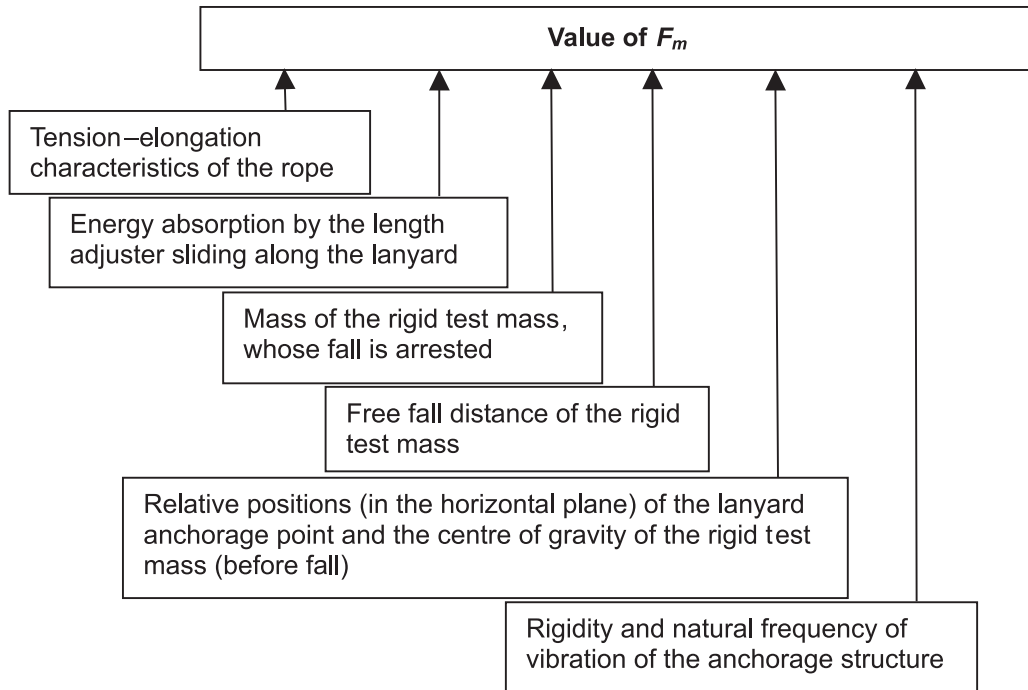 Value of Fm
Tension–elongation
characteristics of the rope
Energy absorption by the length
adjuster sliding along the lanyard
Mass of the rigid test mass,
whose fall is arrested
Free fall distance of the rigid
test mass
Relative positions (in the horizontal plane) of the lanyard
anchorage point and the centre of gravity of the rigid test
mass (before fall)
Rigidity and natural frequency of
vibration of the anchorage structure